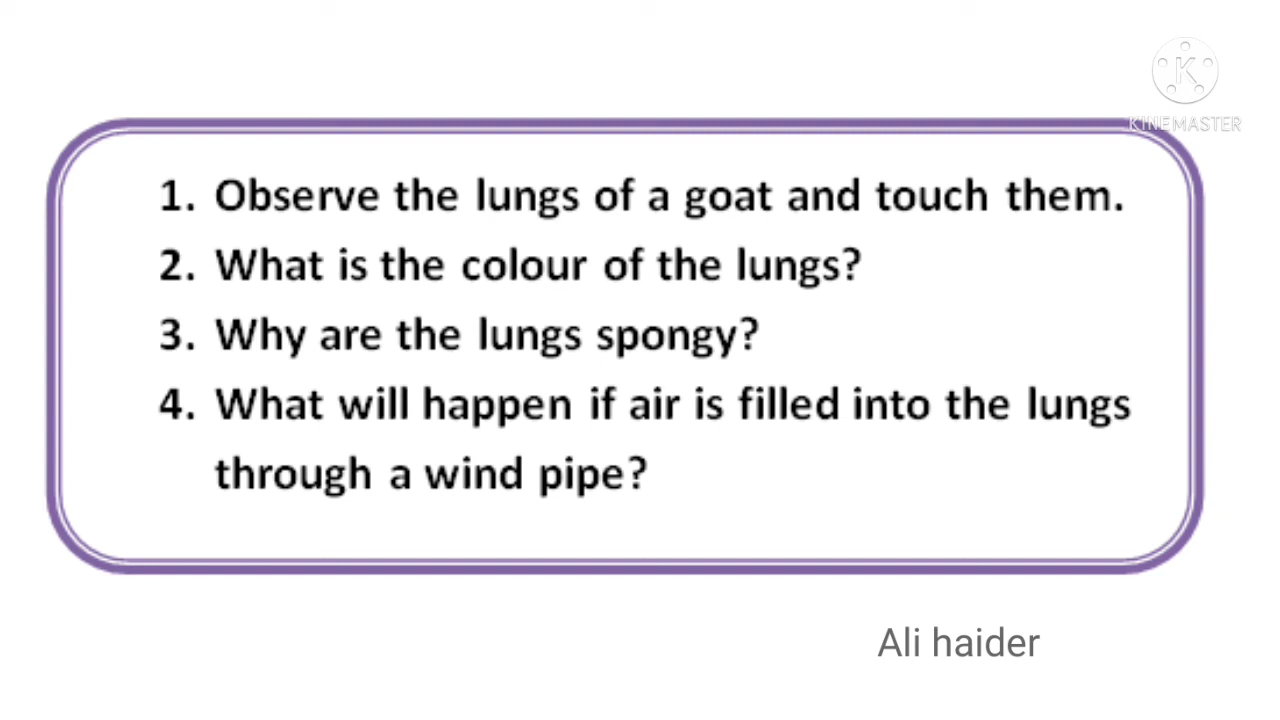 KINEMASTER
1. Observe the lungs of a goat and touch them.
2. What is the colour of the lungs?
3. Why are the lungs spongy?
4. What will happen if air is filled into the lungs
through a wind pipe?
Ali haider